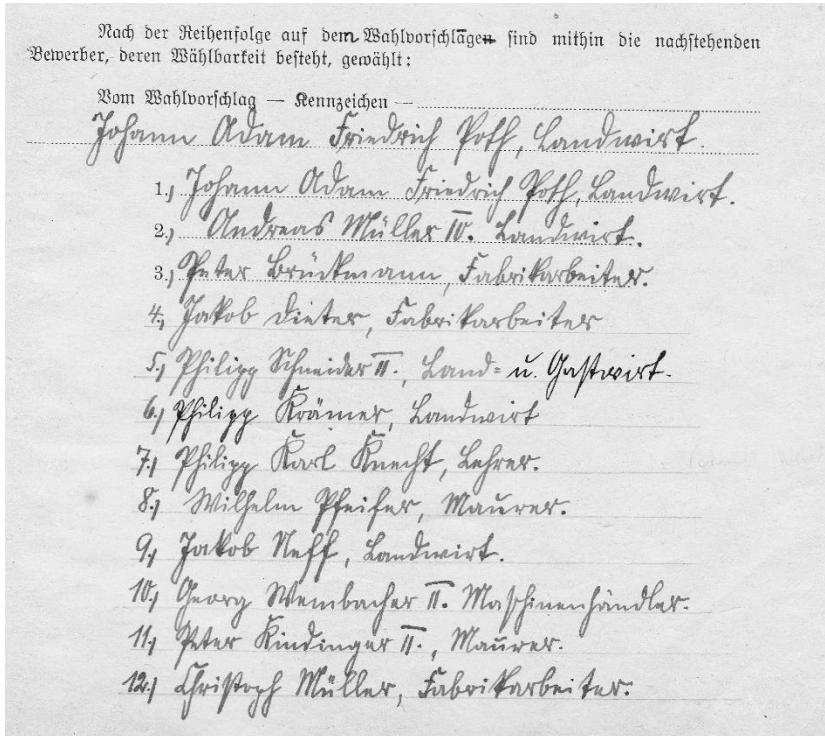 Nach der Reihenfolge auf dem Wahlvorschlagen sind mithin die nachstehenden
Bewerber, deren Wählbarkeit besteht, gewählt:
Vom Wahlvorschlag — Kennzeichen —
Johann Adam Friedrich Poth, Landwirt.
1., Johann Adam Friedrich Poth, Landwirt.
2., Andreas Müller IV. Landwirt.
3., Peter Brückmann, Fabrikarbeiter.
4., Jakob Dieter, Fabrikarbeiter
5., Philipp Schneider II., Land= u. Gastwirt.
6., Philipp Krämer, Landwirt
7., Philipp Karl Knecht, Lehrer.
8., Wilhelm Pfeifer, Maurer.
9., Jakob Neff, Landwirt.
10., Georg Wembacher II. Maschinenhändler.
11., Peter Kindinger II., Maurer.
12., Christoph Müller, Fabrikarbeiter.